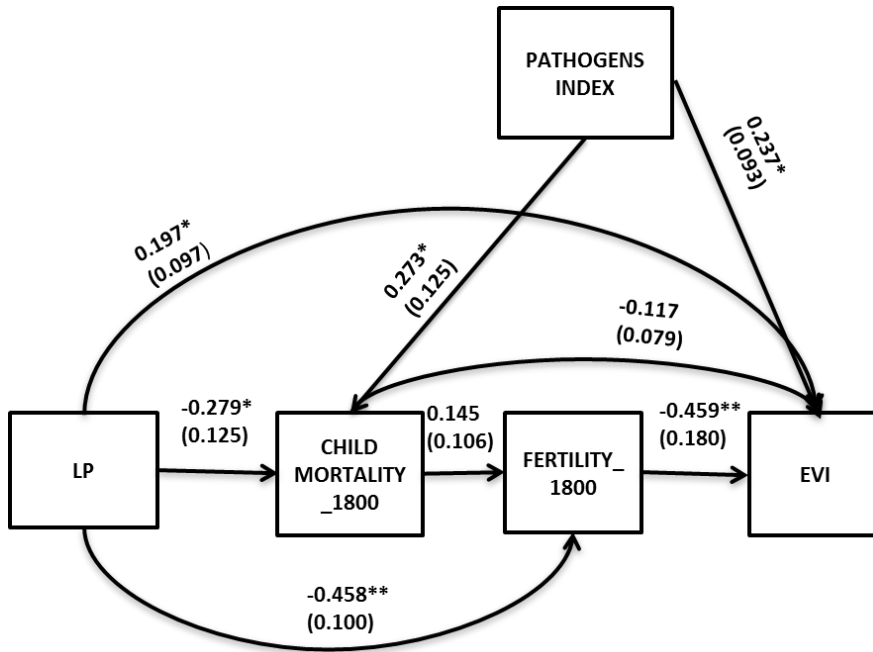 PATHOGENS
INDEX
0.237*
(0.093)
0.197*
(0.097)
0.273*
(0.125)
-0.117
(0.079)
-0.279*
(0.125)
0.145
(0.106)
-0.459**
(0.180)
LP
CHILD
MORTALITY
_1800
FERTILITY_
1800
EVI
-0.458**
(0.100)